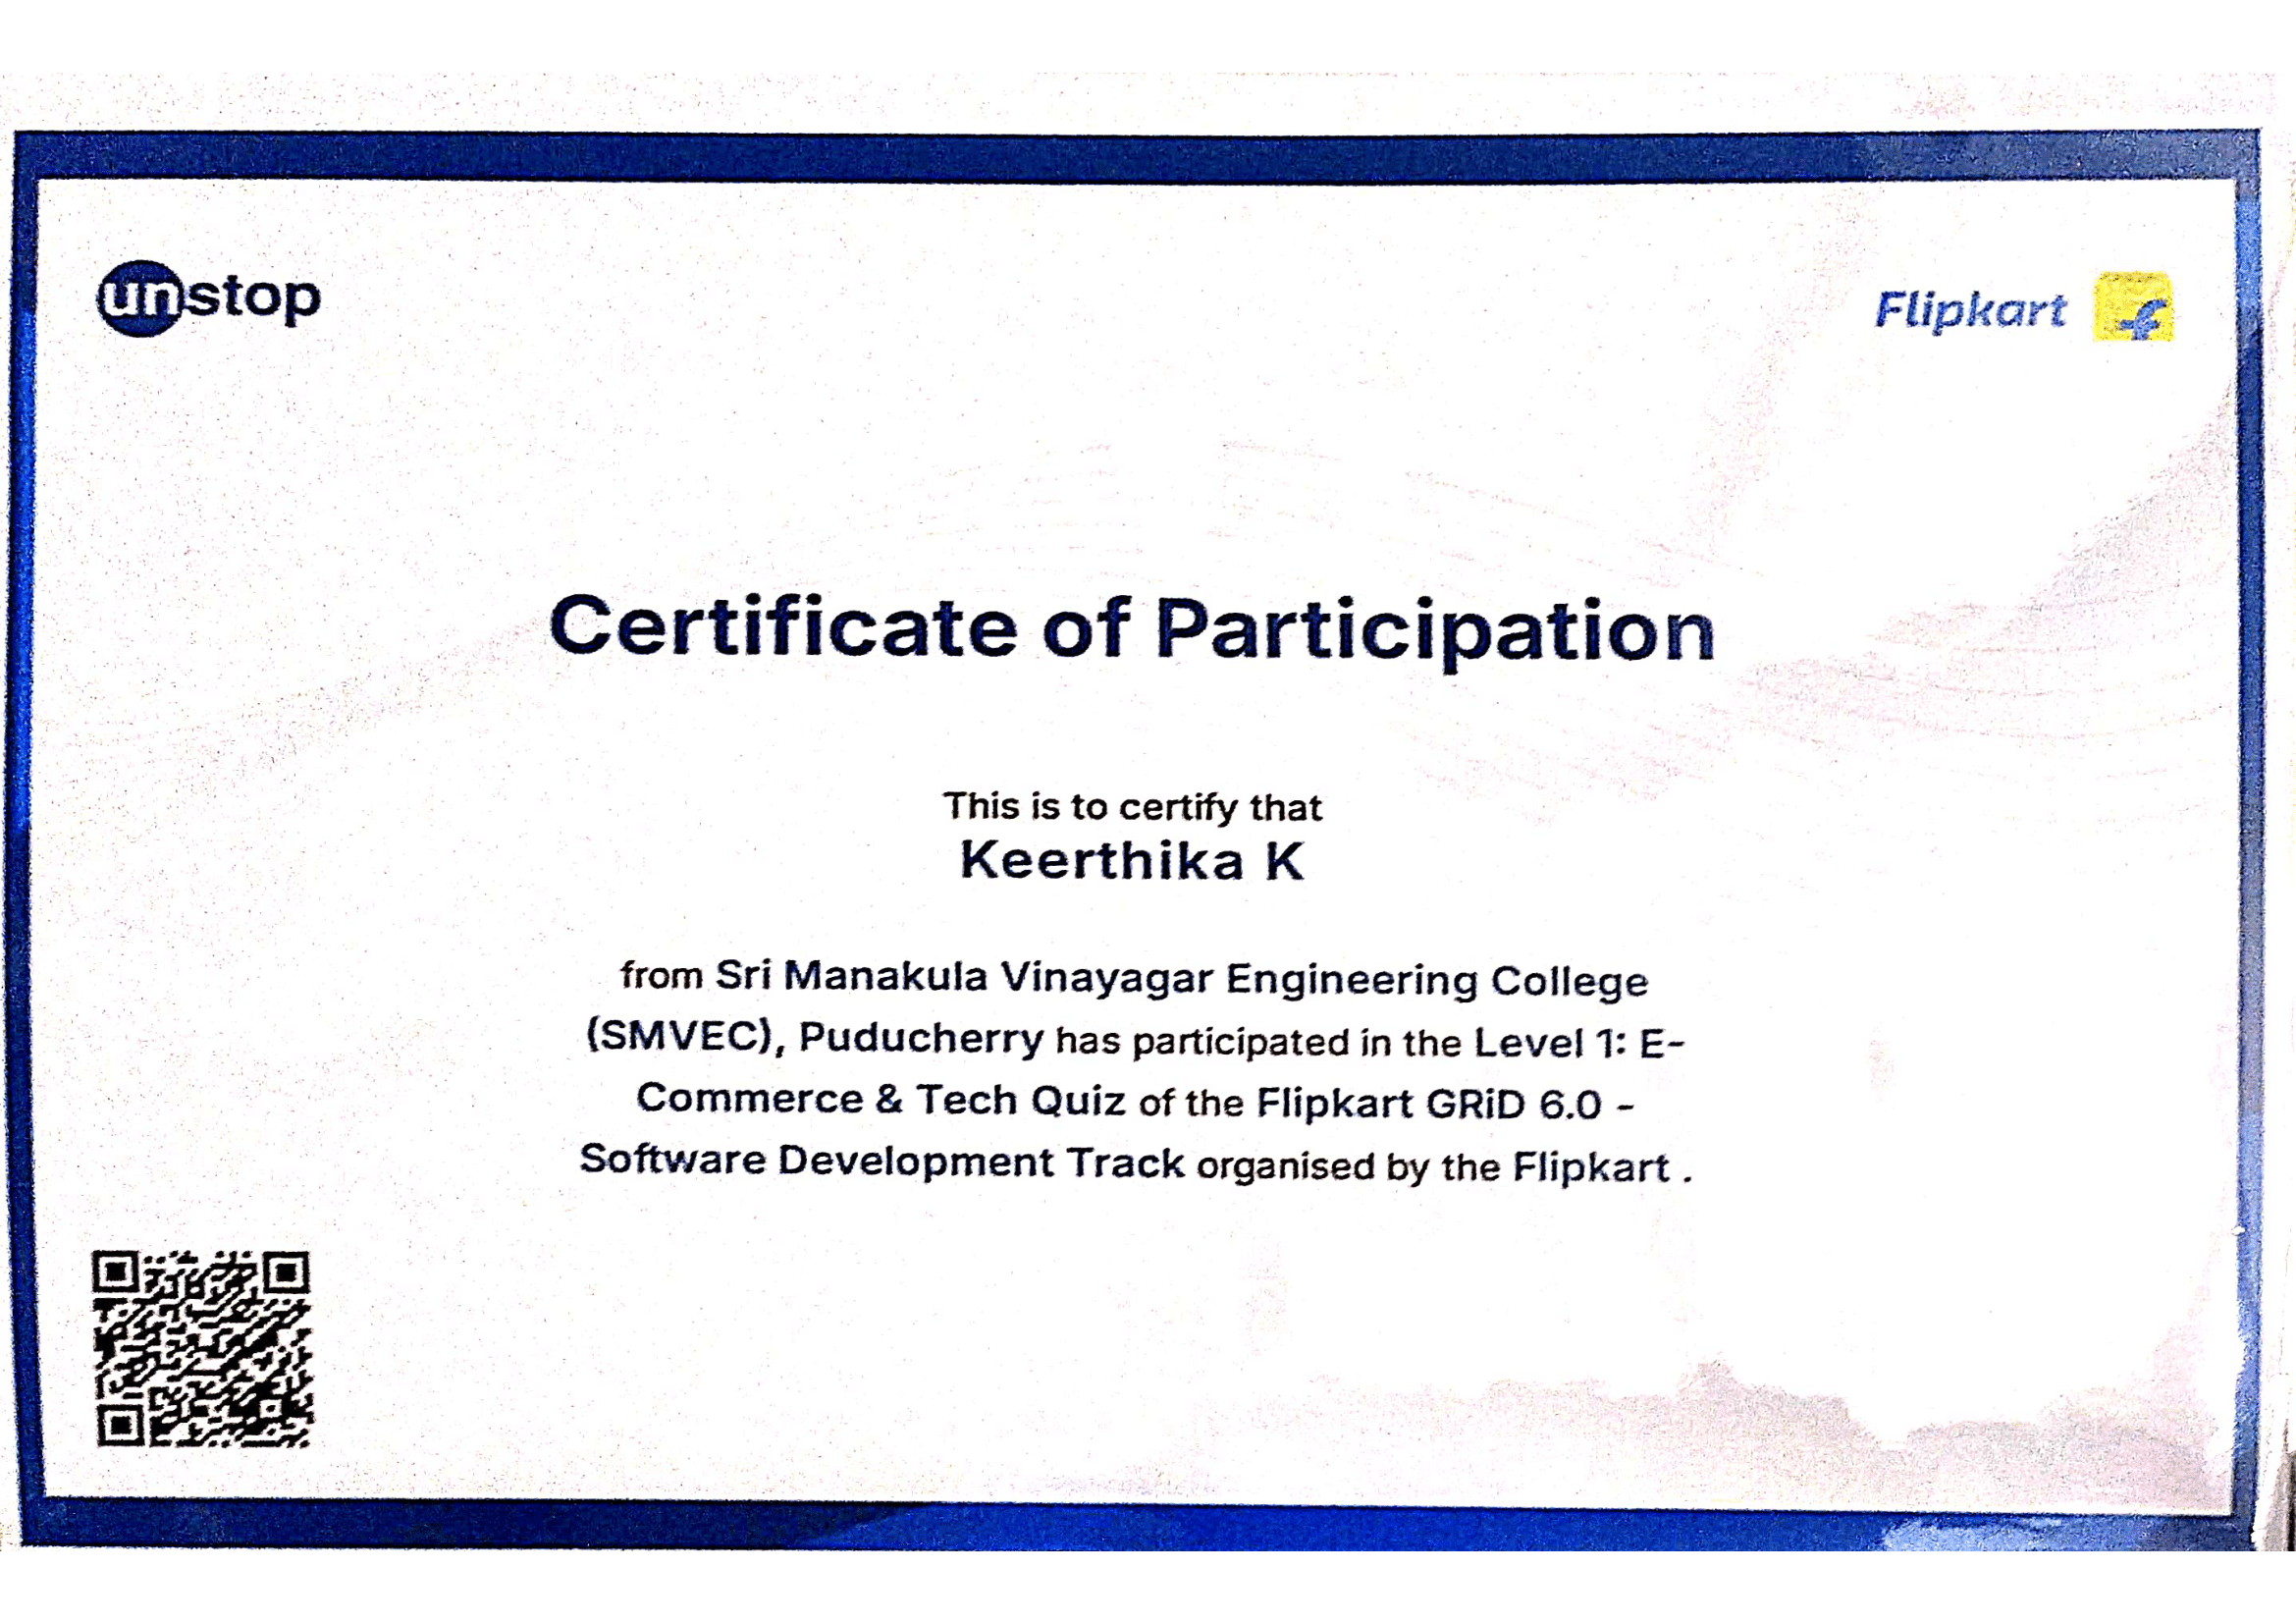 unstop
Flipkart
Certificate of Participation
This is to certify that
Keerthika K
from Sri Manakula Vinayagar Engineering College
(SMVEC), Puducherry has participated in the Level 1: E-
Commerce & Tech Quiz of the Flipkart GRiD 6.0 -
Software Development Track organised by the Flipkart .